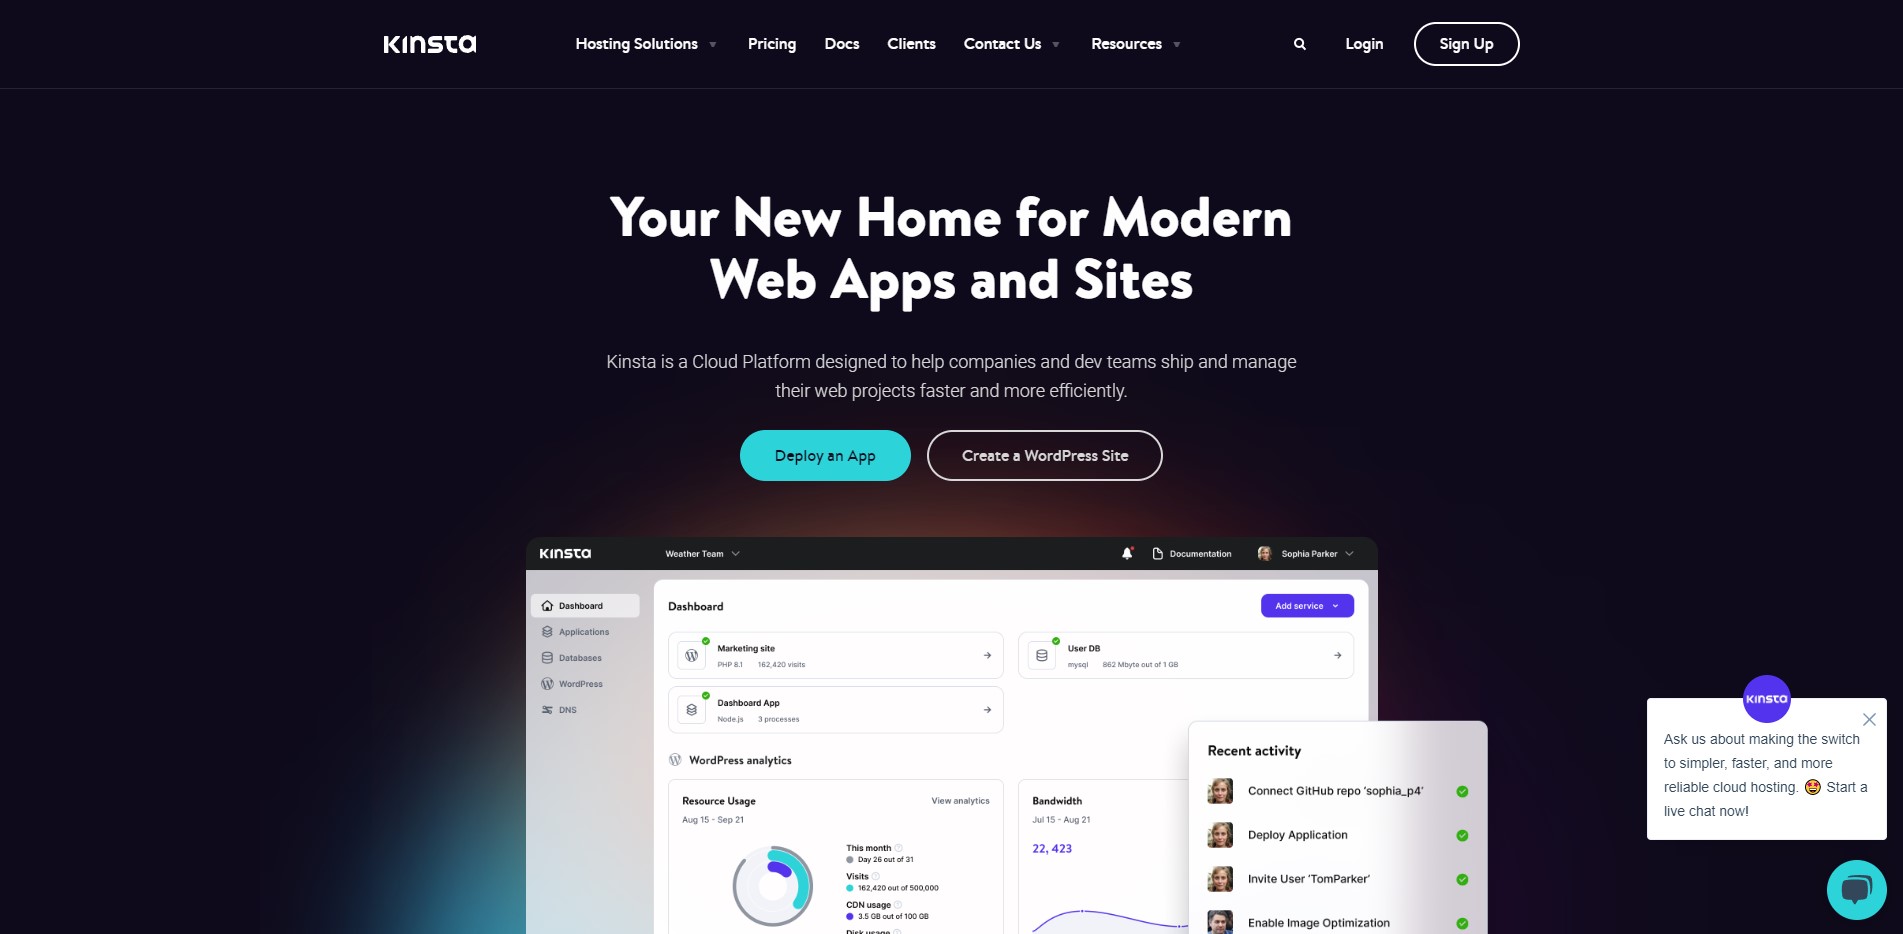 KINSTA
Hosting Solutions
Pricing
Docs
Clients
Contact Us
Resources
Login
Sign Up
Your New Home for Modern
Web Apps and Sites
Kinsta is a Cloud Platform designed to help companies and dev teams ship and manage
their web projects faster and more efficiently.
Deploy an App
Create a WordPress Site
KINSTA
Weather Team
Documentation
Sophia Parker
Dashboard
Applications
Databases
WordPress
DNS
Dashboard
Add service
Marketing site
PHP 8.1 162,420 visits
User DB
mysql 862 Mbyte out of 1 GB
Dashboard App
Node.js 3 processes
WordPress analytics
Resource Usage
View analytics
Aug 15 - Sep 21
This month
Day 26 out of 31
Visits
162,420 out of 500,000
CDN usage
3.5 GB out of 100 GB
Disk usage
Bandwidth
Jul 15 - Aug 21
22, 423
Recent activity
Connect GitHub repo 'sophia_p4'
Deploy Application
Invite User 'TomParker'
Enable Image Optimization
KINSTA
Ask us about making the switch
to simpler, faster, and more
reliable cloud hosting. 🤩 Start a
live chat now!